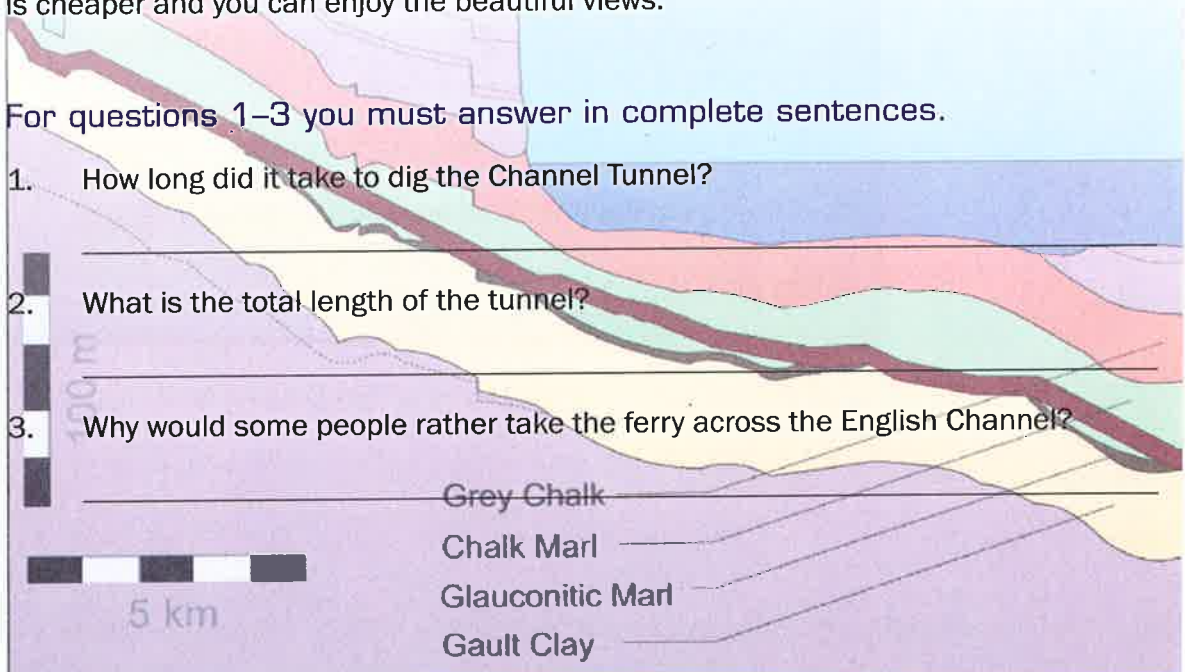 is cheaper and you can enjoy the beautiful views.
For questions 1–3 you must answer in complete sentences.
1. How long did it take to dig the Channel Tunnel?
2. What is the total length of the tunnel?
100 m
3. Why would some people rather take the ferry across the English Channel?
Grey Chalk
Chalk Marl
Glauconitic Marl
5 km
Gault Clay